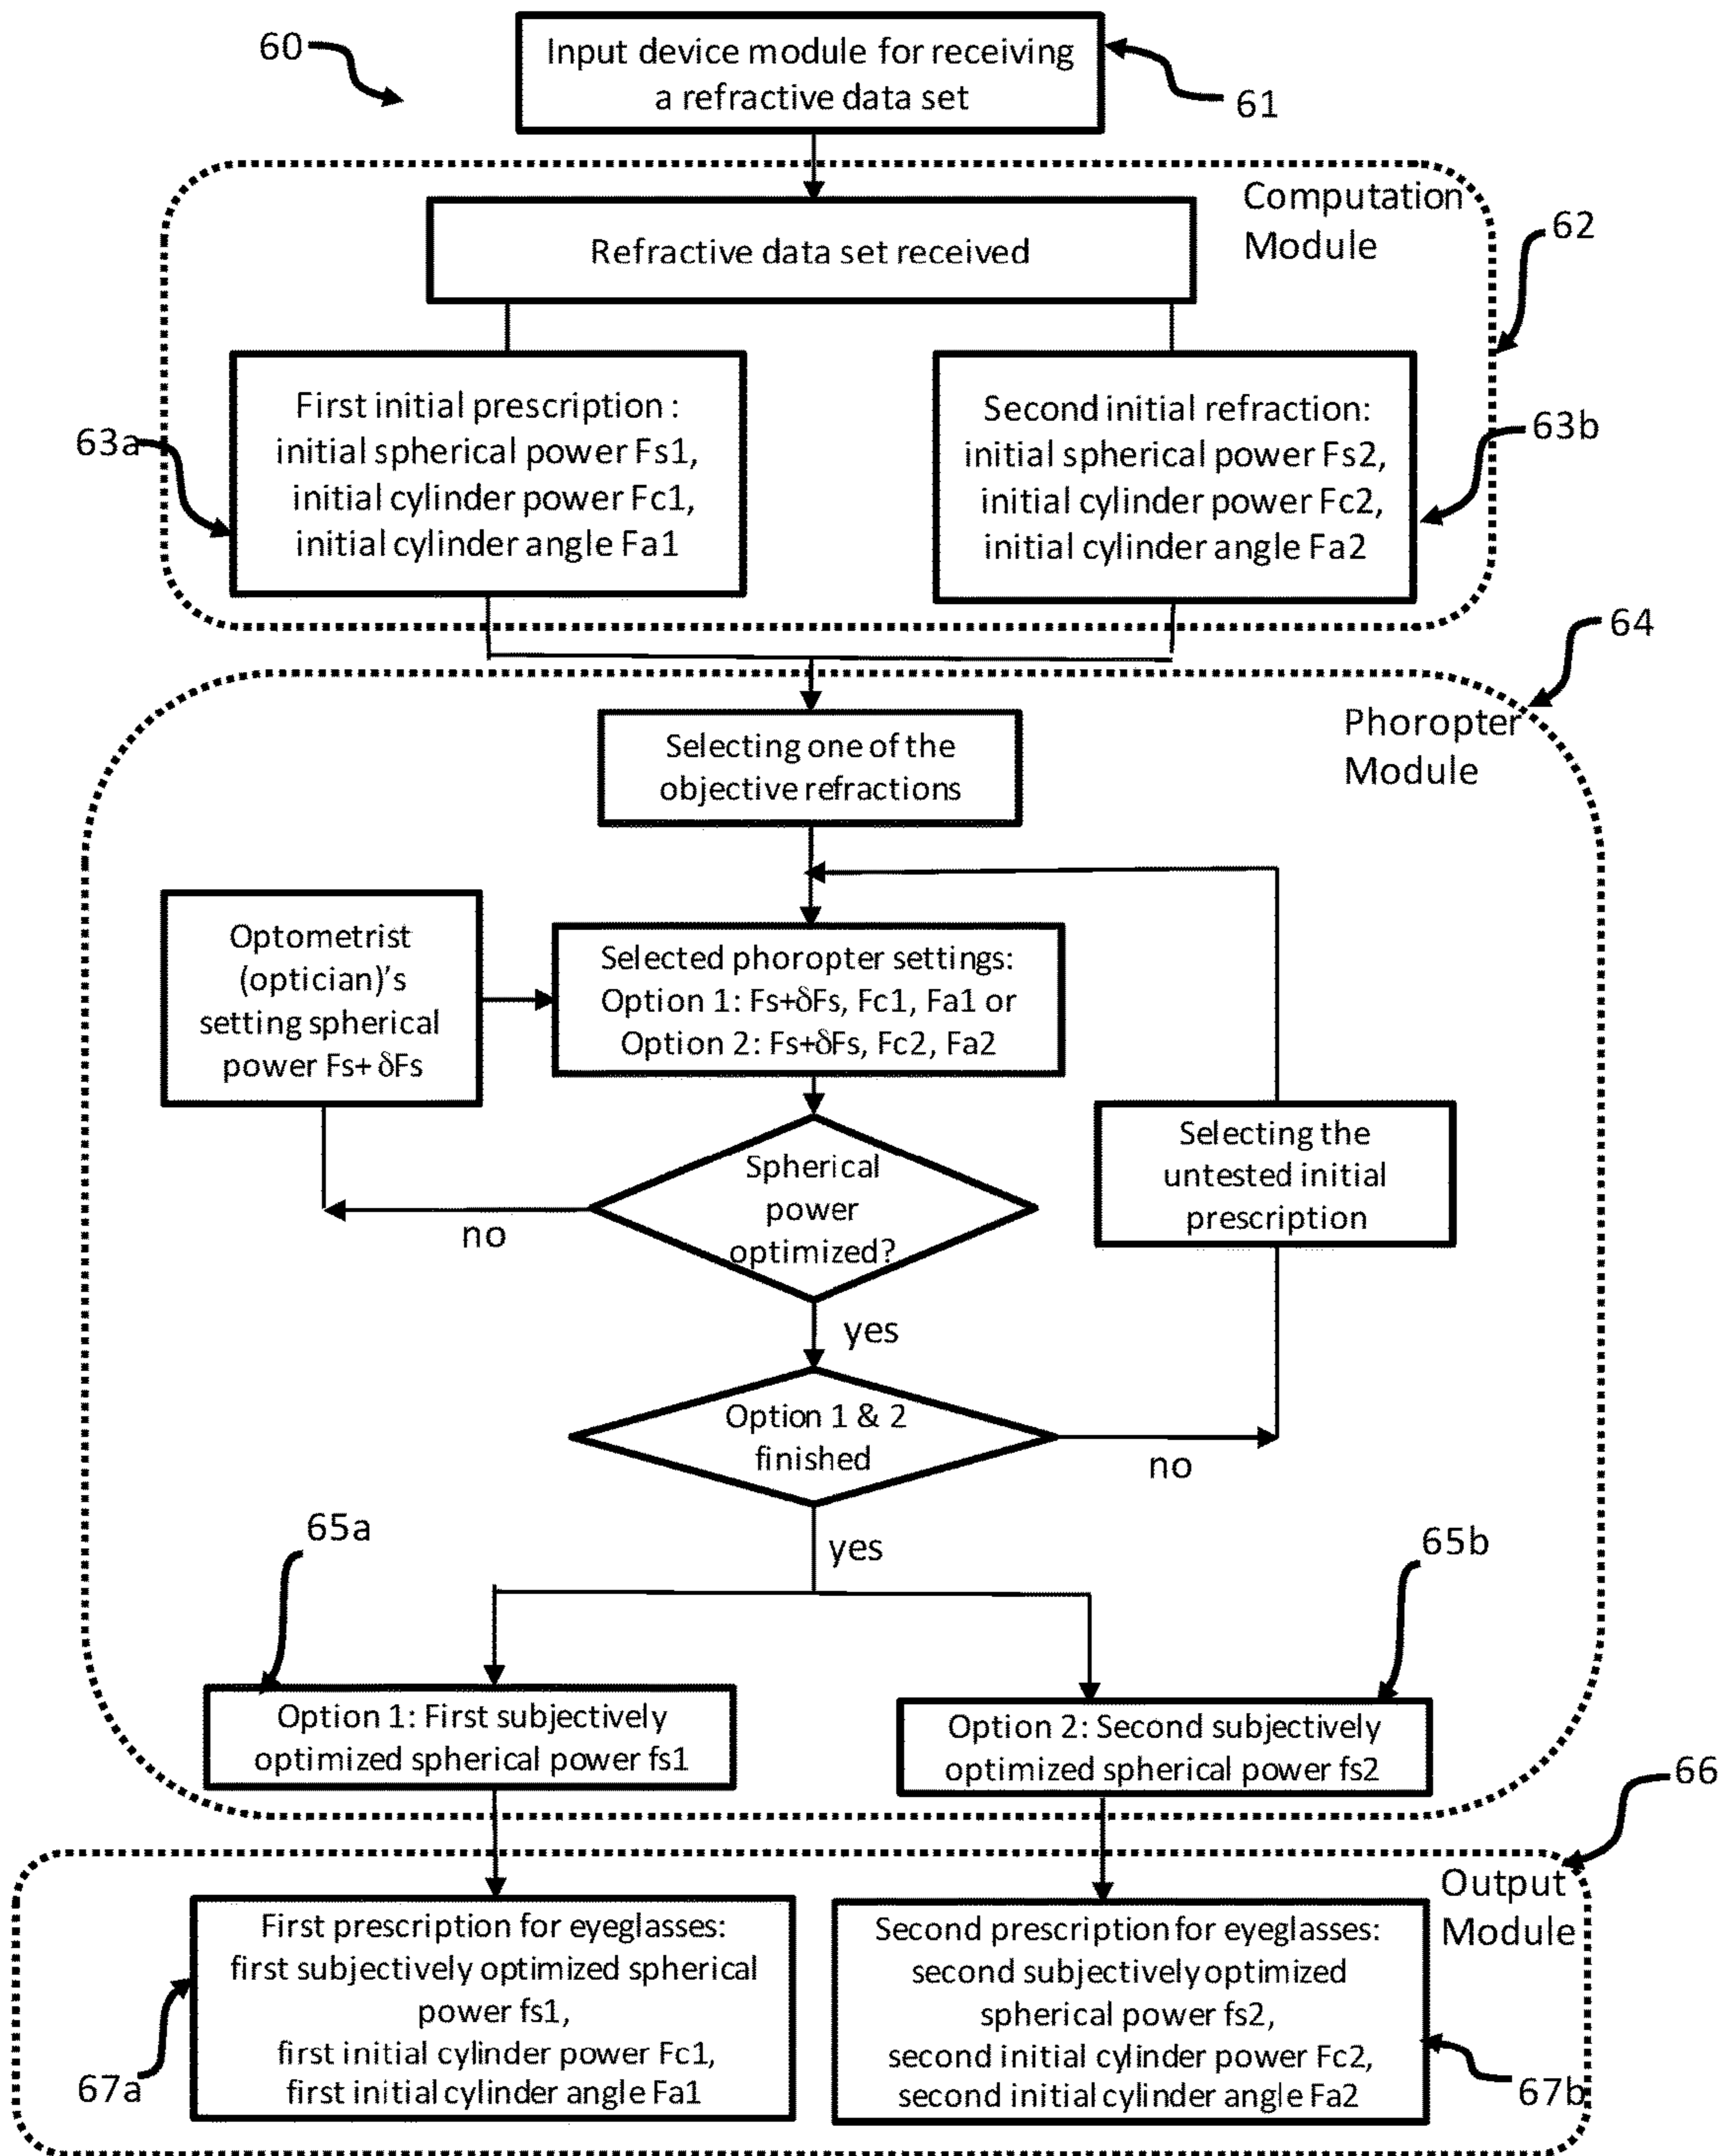 60
Input device module for receiving
a refractive data set
61
Computation
Module
62
Refractive data set received
First initial prescription :
initial spherical power Fs1,
initial cylinder power Fc1,
initial cylinder angle Fa1
63a
Second initial refraction:
initial spherical power Fs2,
initial cylinder power Fc2,
initial cylinder angle Fa2
63b
64
Phoropter
Module
Selecting one of the
objective refractions
Optometrist
(optician)'s
setting spherical
power Fs+ δFs
Selected phoropter settings:
Option 1: Fs+δFs, Fc1, Fa1 or
Option 2: Fs+δFs, Fc2, Fa2
Selecting the
untested initial
prescription
Spherical
power
optimized?
no
yes
Option 1 & 2
finished
no
yes
65a
65b
Option 1: First subjectively
optimized spherical power fs1
Option 2: Second subjectively
optimized spherical power fs2
66
Output
Module
First prescription for eyeglasses:
first subjectively optimized spherical
power fs1,
first initial cylinder power Fc1,
first initial cylinder angle Fa1
67a
Second prescription for eyeglasses:
second subjectively optimized
spherical power fs2,
second initial cylinder power Fc2,
second initial cylinder angle Fa2
67b